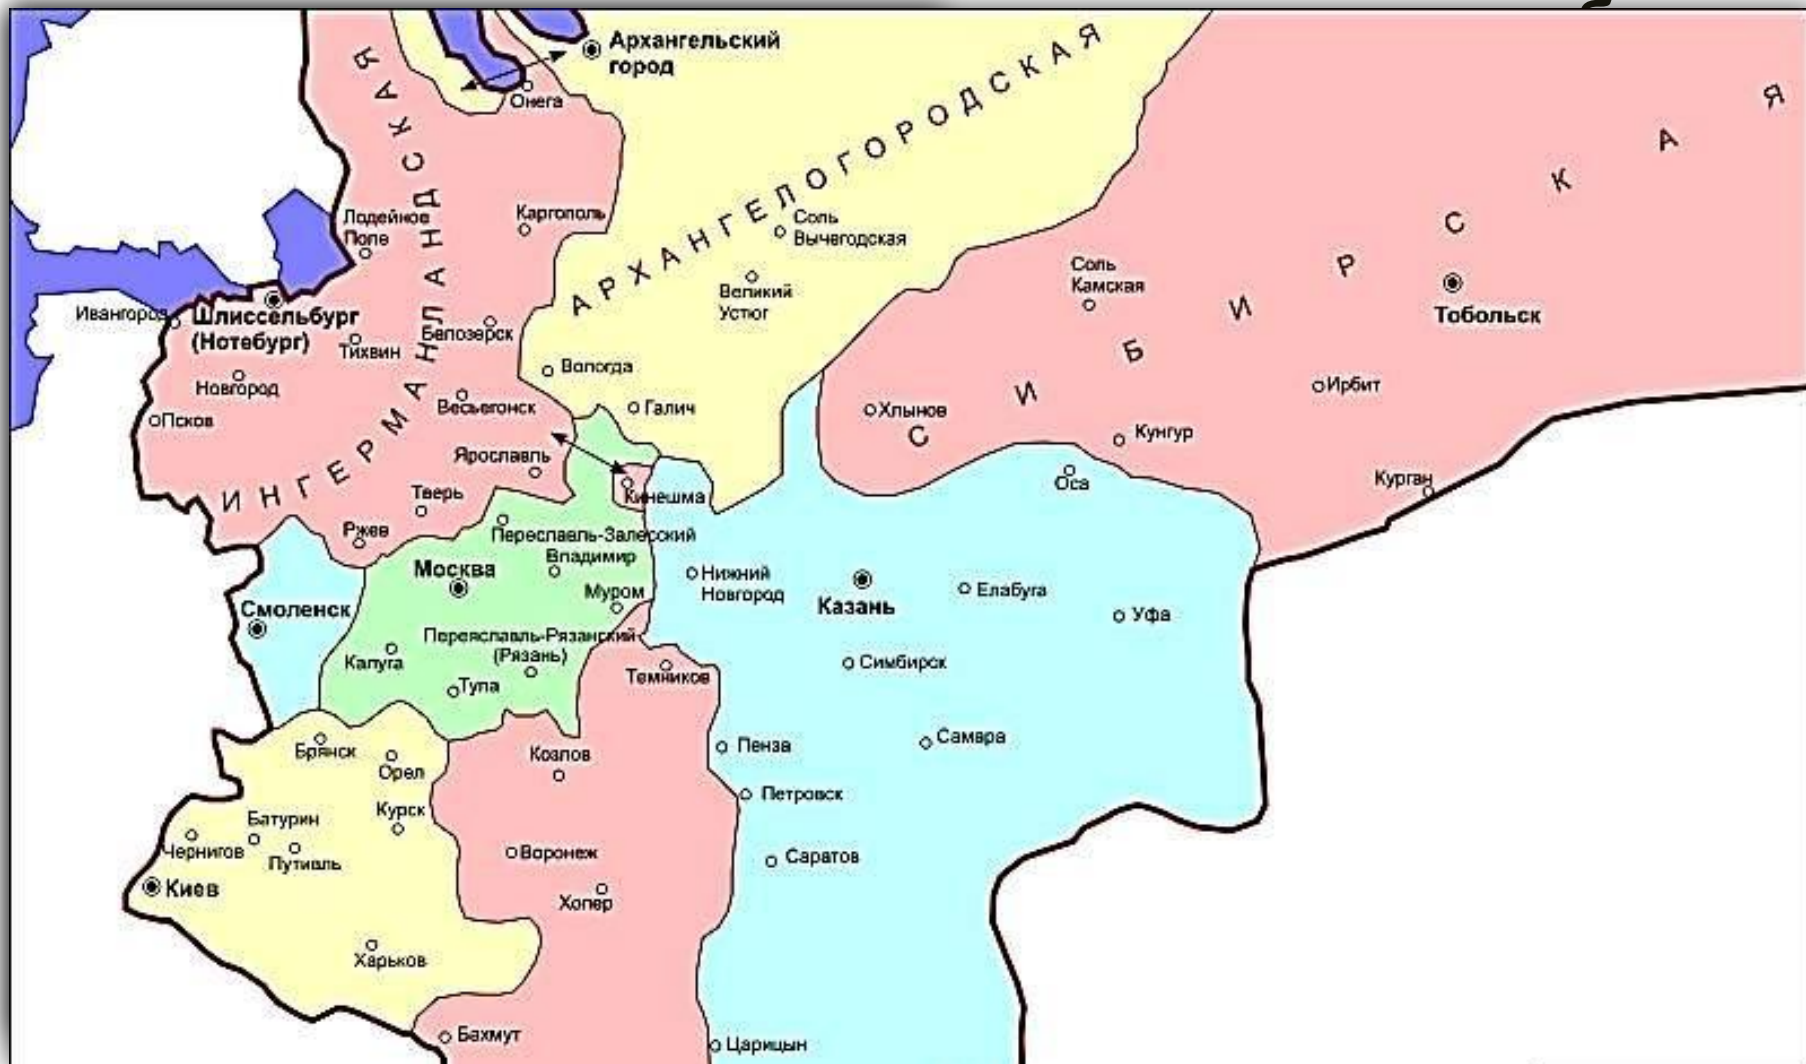 Архангельский
город
Онега
ИНГЕРМАНЛАНДСКАЯ
АРХАНГЕЛОГОРОДСКАЯ
СИБИРСКАЯ
Лодейное
Поле
Каргополь
Соль
Вычегодская
Великий
Устюг
Соль
Камская
Тобольск
Ивангород
Шлиссельбург
(Нотебург)
Тихвин
Белозерск
Вологда
Новгород
Весьегонск
Галич
Псков
Хлынов
Ирбит
Кунгур
Ярославль
Кинешма
Оса
Курган
Тверь
Ржев
Переславль-Залесский
Владимир
Москва
Муром
Нижний
Новгород
Казань
Елабуга
Уфа
Смоленск
Переяславль-Рязанский
(Рязань)
Калуга
Тула
Темников
Симбирск
Брянск
Орел
Козлов
Пенза
Самара
Петровск
Курск
Батурин
Чернигов
Путивль
Воронеж
Саратов
Киев
Хопер
Харьков
Бахмут
Царицын